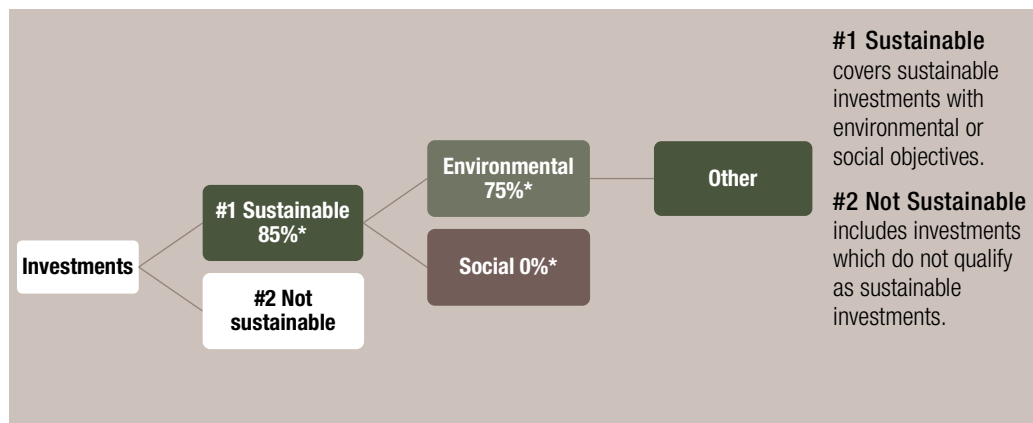 Investments
#1 Sustainable
85%*
#2 Not
sustainable
Environmental
75%*
Social 0%*
Other
#1 Sustainable
covers sustainable
investments with
environmental or
social objectives.
#2 Not Sustainable
includes investments
which do not qualify
as sustainable
investments.